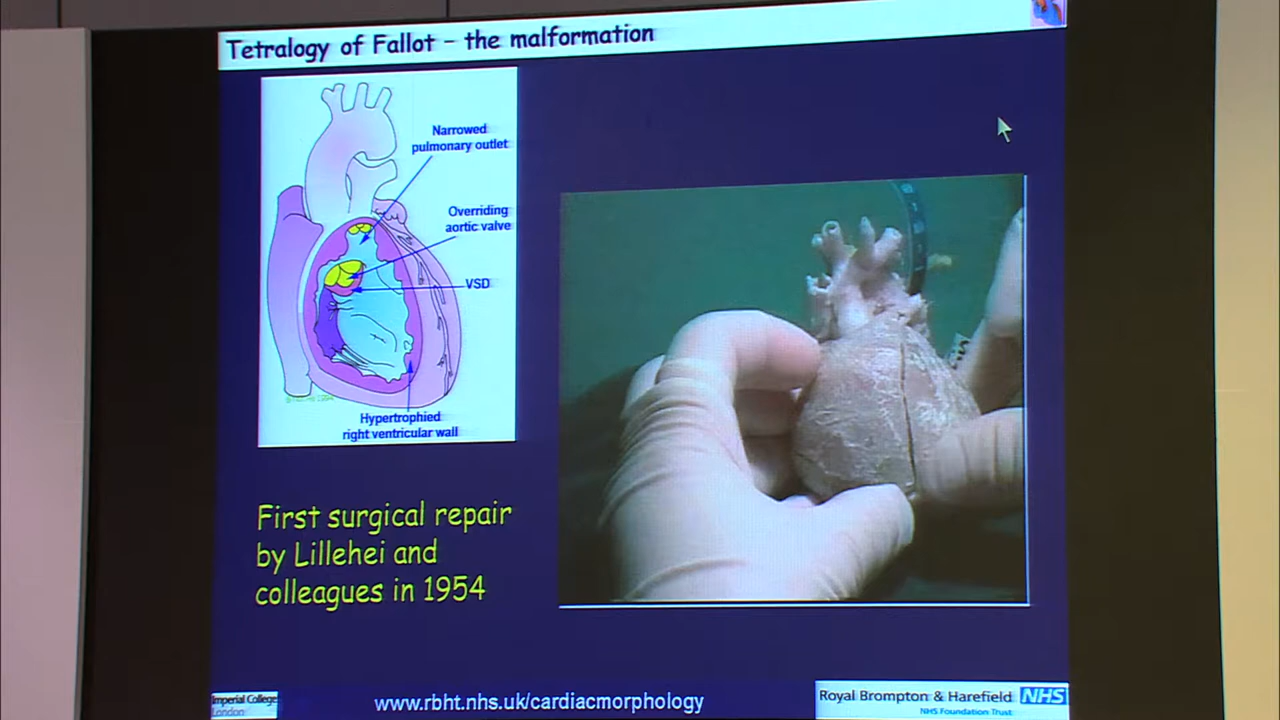 Tetralogy of Fallot – the malformation
Narrowed
pulmonary outlet
Overriding
aortic valve
VSD
Hypertrophied
right ventricular wall
First surgical repair
by Lillehei and
colleagues in 1954
Imperial College
London
www.rbht.nhs.uk/cardiacmorphology
Royal Brompton & Harefield NHS
NHS Foundation Trust